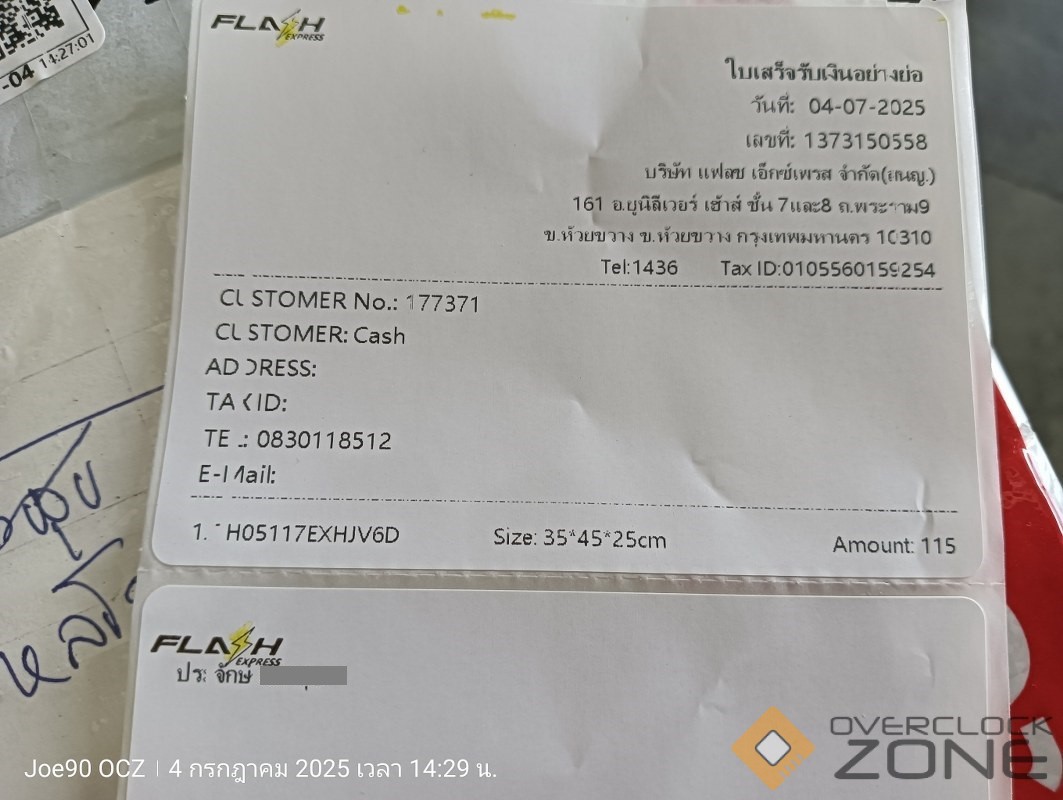 -04 14:27:01
FLASH EXPRESS
ใบเสร็จรับเงินอย่างย่อ
วันที่: 04-07-2025
เลขที่: 1373150558
บริษัท แฟลช เอ็กซ์เพรส จำกัด(สนญ.)
161 อ.ยูนิลีเวอร์ เฮ้าส์ ชั้น 7และ8 ถ.พระราม9
ข.ห้วยขวาง ข.ห้วยขวาง กรุงเทพมหานคร 10310
Tel:1436 Tax ID:0105560159254
CUSTOMER No.: 177371
CUSTOMER: Cash
ADDRESS:
TAX ID:
TEL.: 0830118512
E-Mail:
1. TH05117EXHJV6D Size: 35*45*25cm Amount: 115
FLASH EXPRESS
ประจักษ
Joe90 OCZ | 4 กรกฎาคม 2025 เวลา 14:29 น.
OVERCLOCK
ZONE